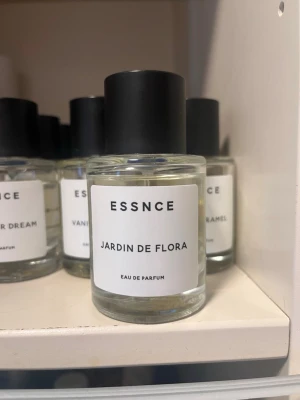 ESSNCE
JARDIN DE FLORA
EAU DE PARFUM
DREAM